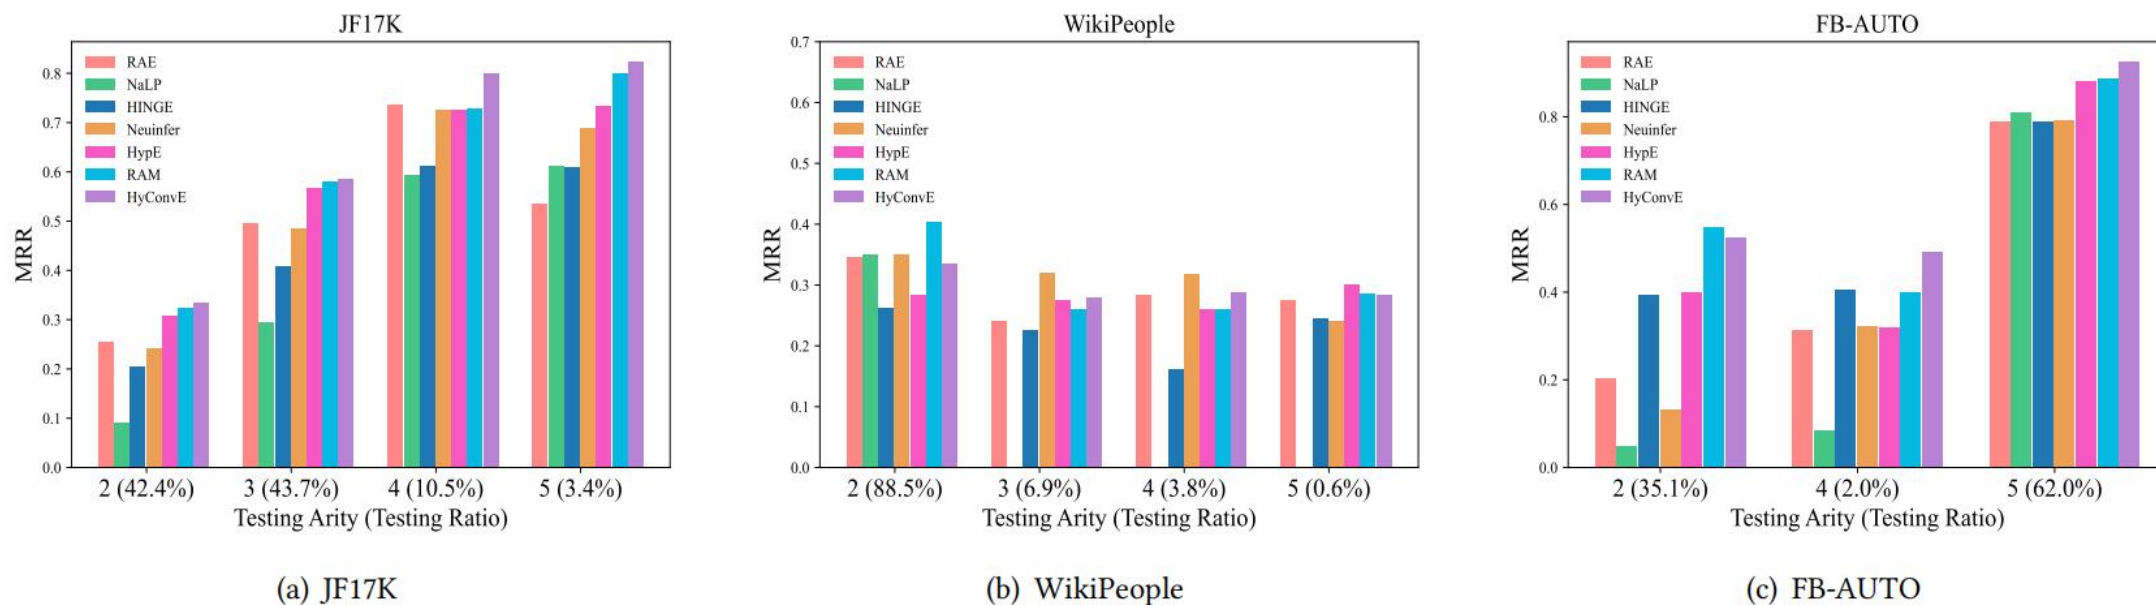 JF17K
RAE
NaLP
HINGE
Neuinfer
HypE
RAM
HyConvE
MRR
0.8
0.7
0.6
0.5
0.4
0.3
0.2
0.1
0.0
2 (42.4%) 3 (43.7%) 4 (10.5%) 5 (3.4%)
Testing Arity (Testing Ratio)
(a) JF17K
WikiPeople
RAE
NaLP
HINGE
Neuinfer
HypE
RAM
HyConvE
MRR
0.7
0.6
0.5
0.4
0.3
0.2
0.1
0.0
2 (88.5%) 3 (6.9%) 4 (3.8%) 5 (0.6%)
Testing Arity (Testing Ratio)
(b) WikiPeople
FB-AUTO
RAE
NaLP
HINGE
Neuinfer
HypE
RAM
HyConvE
MRR
0.8
0.6
0.4
0.2
0.0
2 (35.1%) 4 (2.0%) 5 (62.0%)
Testing Arity (Testing Ratio)
(c) FB-AUTO